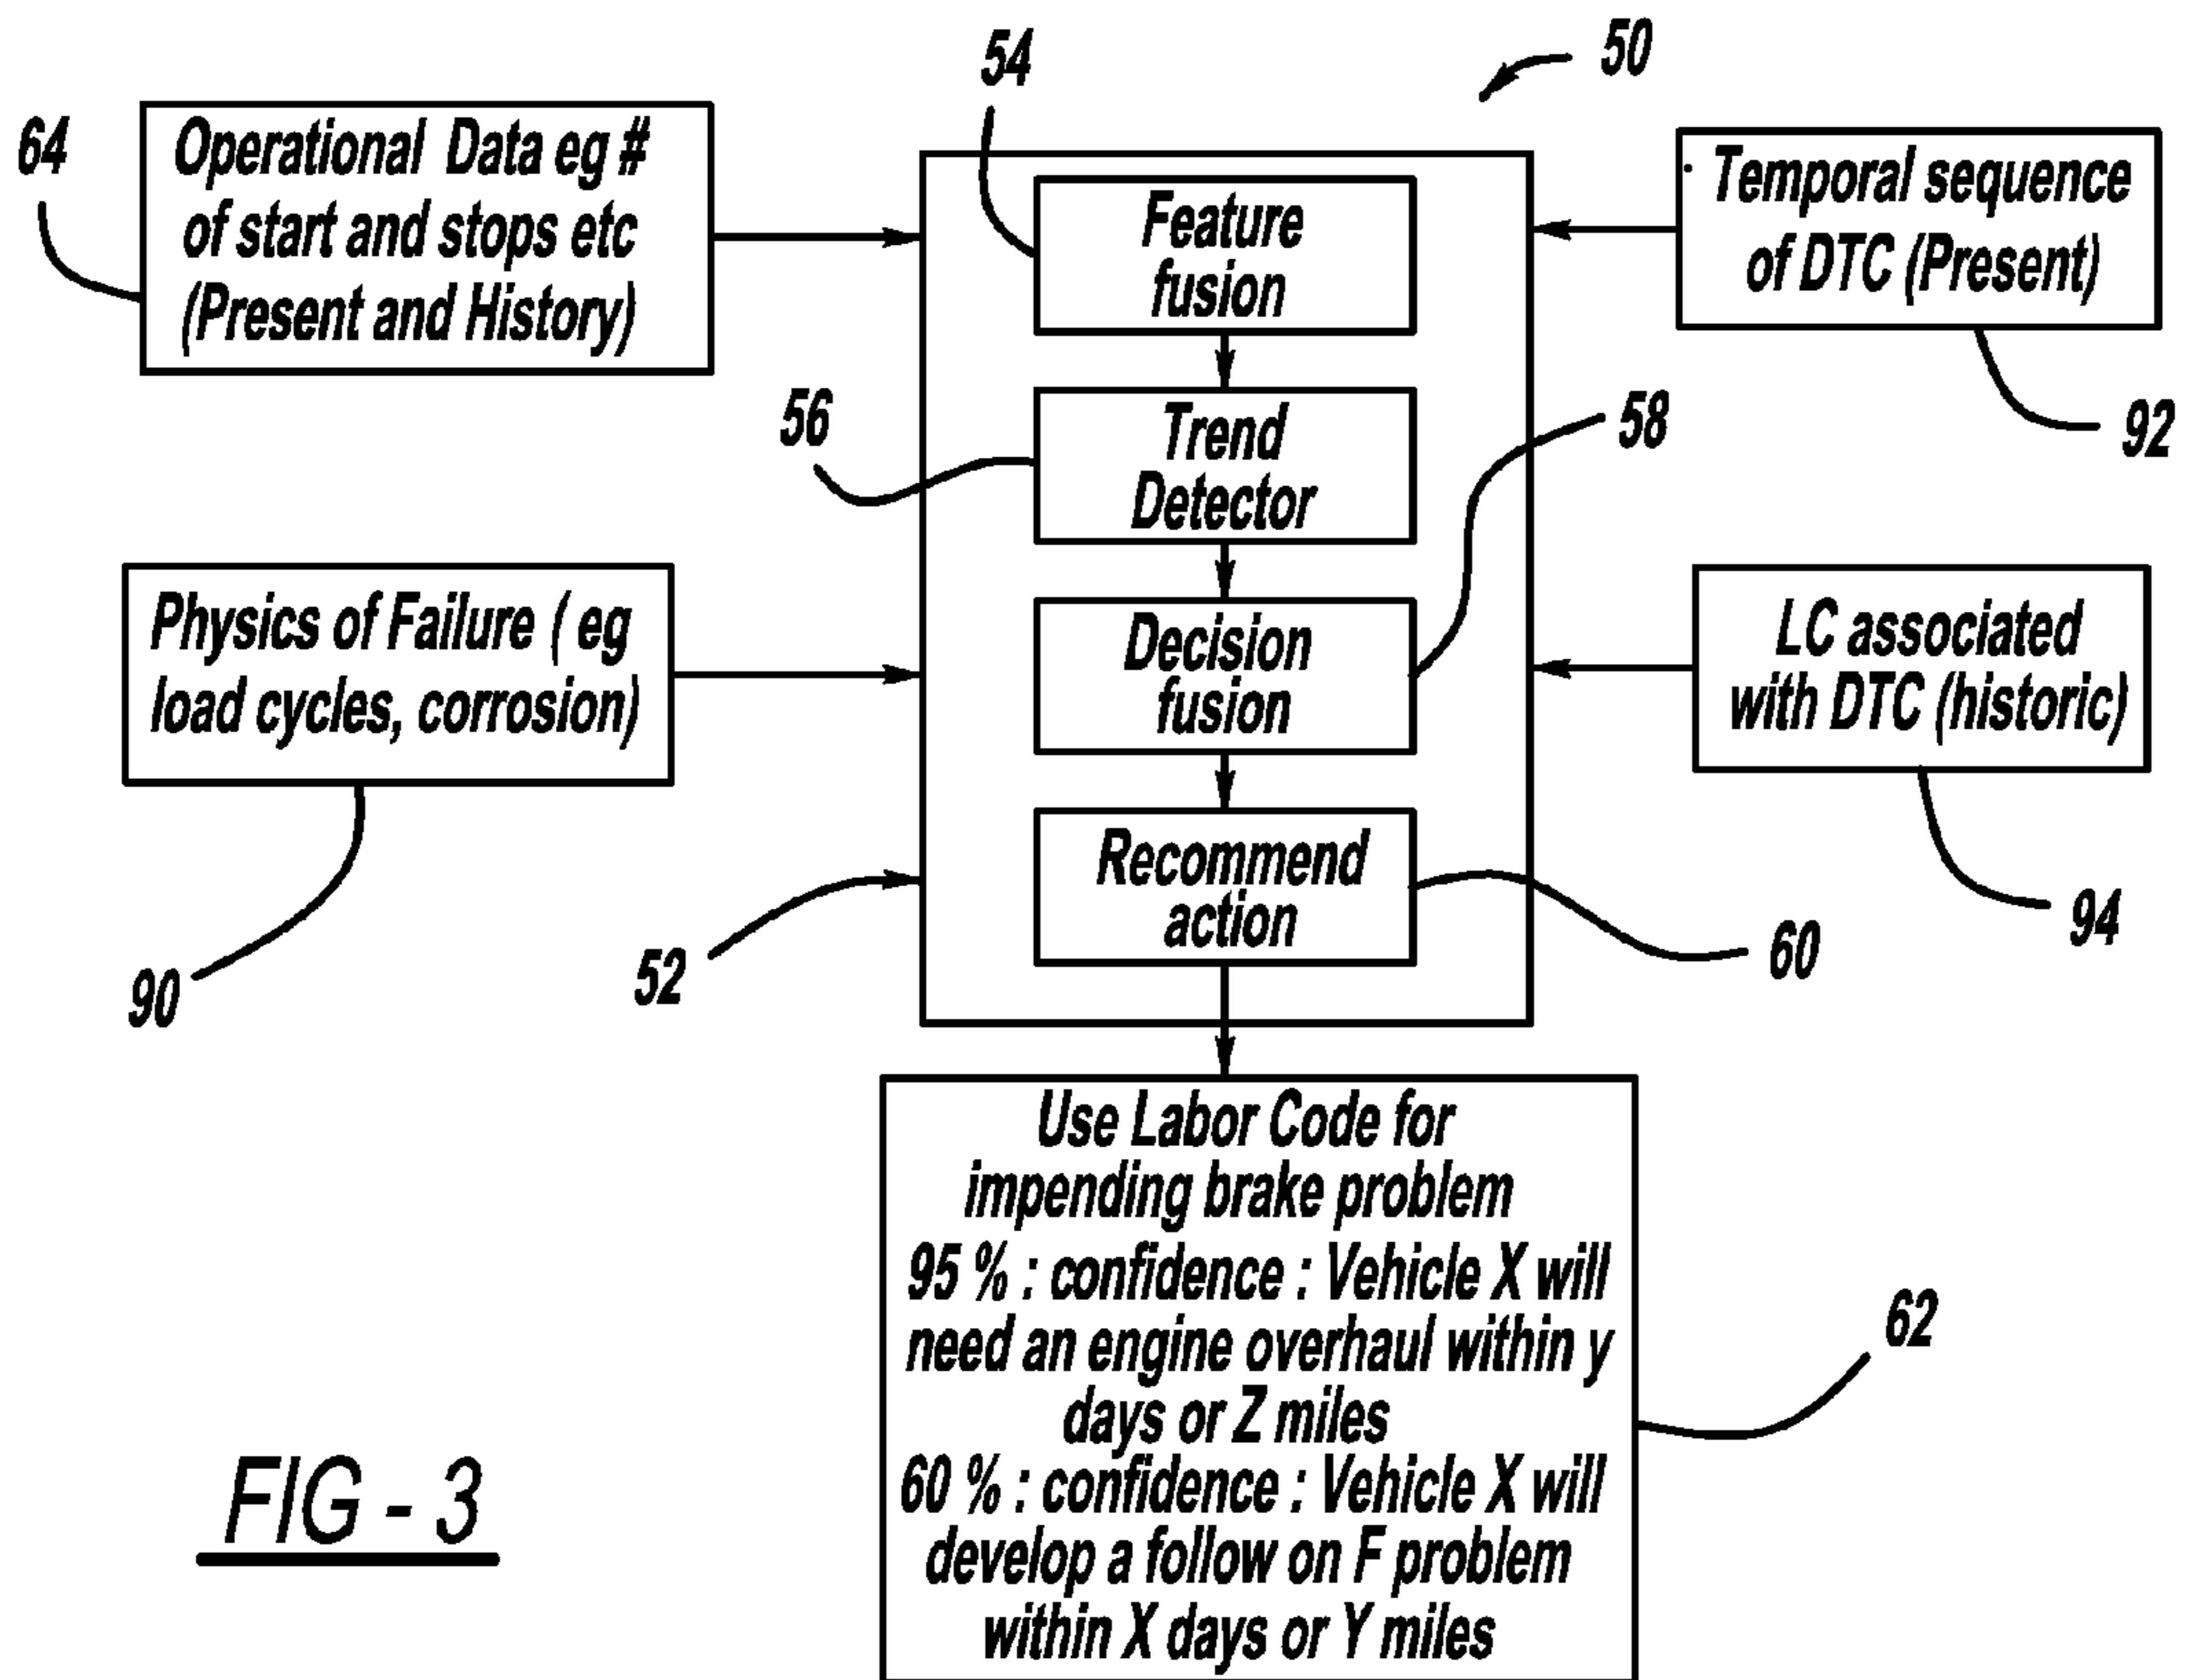 50
54
64
Operational Data eg #
of start and stops etc
(Present and History)
Feature
fusion
Temporal sequence
of DTC (Present)
92
56
Trend
Detector
58
Physics of Failure ( eg
load cycles, corrosion)
90
Decision
fusion
LC associated
with DTC (historic)
94
52
Recommend
action
60
Use Labor Code for
impending brake problem
95 % : confidence : Vehicle X will
need an engine overhaul within y
days or Z miles
60 % : confidence : Vehicle X will
develop a follow on F problem
within X days or Y miles
62
FIG - 3